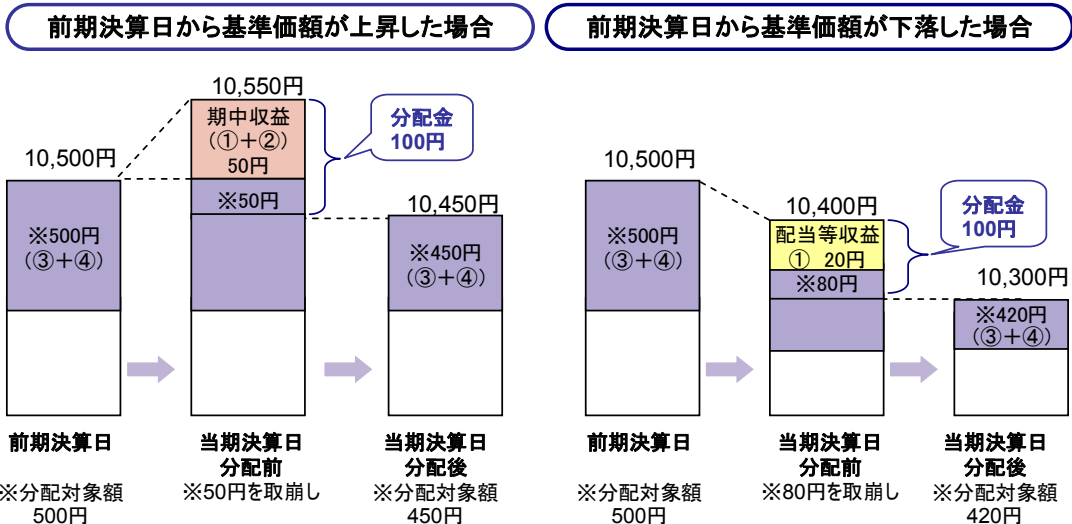 前期決算日から基準価額が上昇した場合
10,550円
期中収益
(①+②)
50円
分配金
100円
10,500円
※50円
10,450円
※500円
(③+④)
※450円
(③+④)
前期決算日
当期決算日
分配前
当期決算日
分配後
※分配対象額
500円
※50円を取崩し
※分配対象額
450円
前期決算日から基準価額が下落した場合
10,500円
10,400円
分配金
100円
※500円
(③+④)
配当等収益
① 20円
※80円
10,300円
※420円
(③+④)
前期決算日
当期決算日
分配前
当期決算日
分配後
※分配対象額
500円
※80円を取崩し
※分配対象額
420円